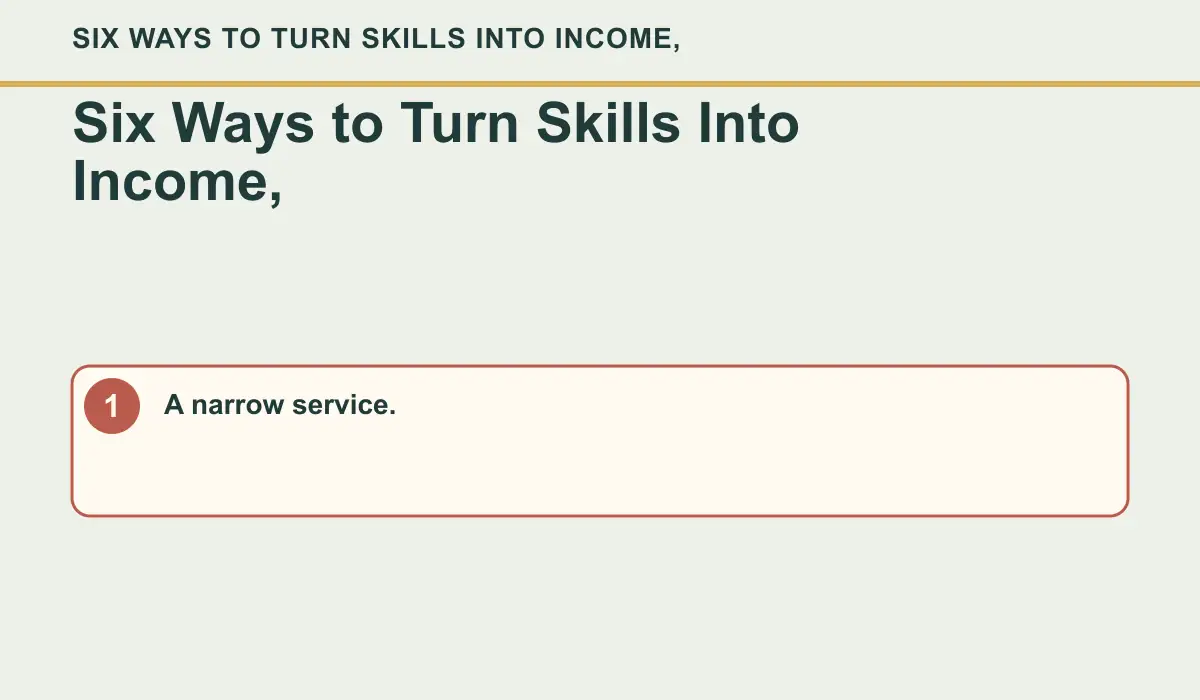 SIX WAYS TO TURN SKILLS INTO INCOME,
Six Ways to Turn Skills Into
Income,
1
A narrow service.